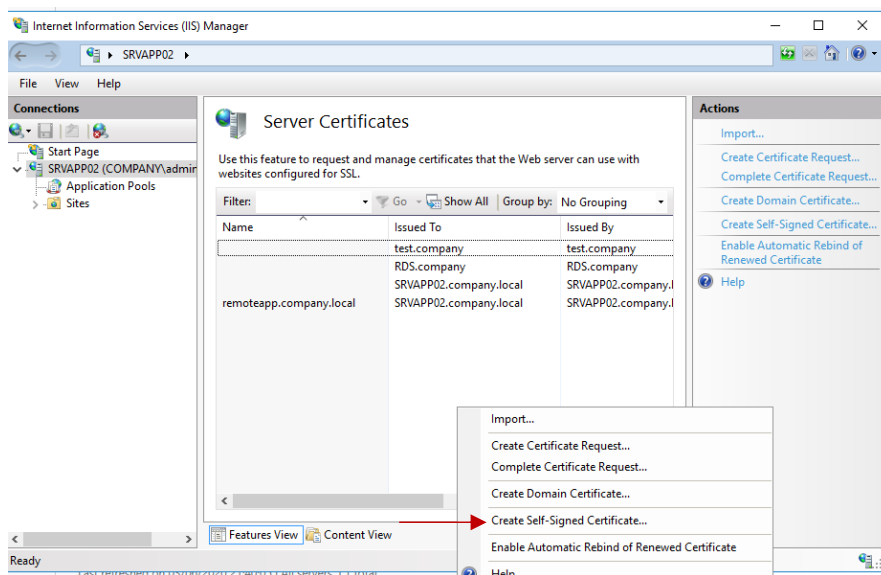 Internet Information Services (IIS) Manager
SRVAPP02
File View Help
Connections
Start Page
SRVAPP02 (COMPANY\admir
Application Pools
Sites
Server Certificates
Use this feature to request and manage certificates that the Web server can use with
websites configured for SSL.
Filter: Go Show All Group by: No Grouping
Name Issued To Issued By
test.company test.company
RDS.company RDS.company
SRVAPP02.company.local SRVAPP02.company.l
remoteapp.company.local SRVAPP02.company.local SRVAPP02.company.l
Features View Content View
Actions
Import...
Create Certificate Request...
Complete Certificate Request...
Create Domain Certificate...
Create Self-Signed Certificate...
Enable Automatic Rebind of
Renewed Certificate
Help
Import...
Create Certificate Request...
Complete Certificate Request...
Create Domain Certificate...
Create Self-Signed Certificate...
Enable Automatic Rebind of Renewed Certificate
Help
Ready